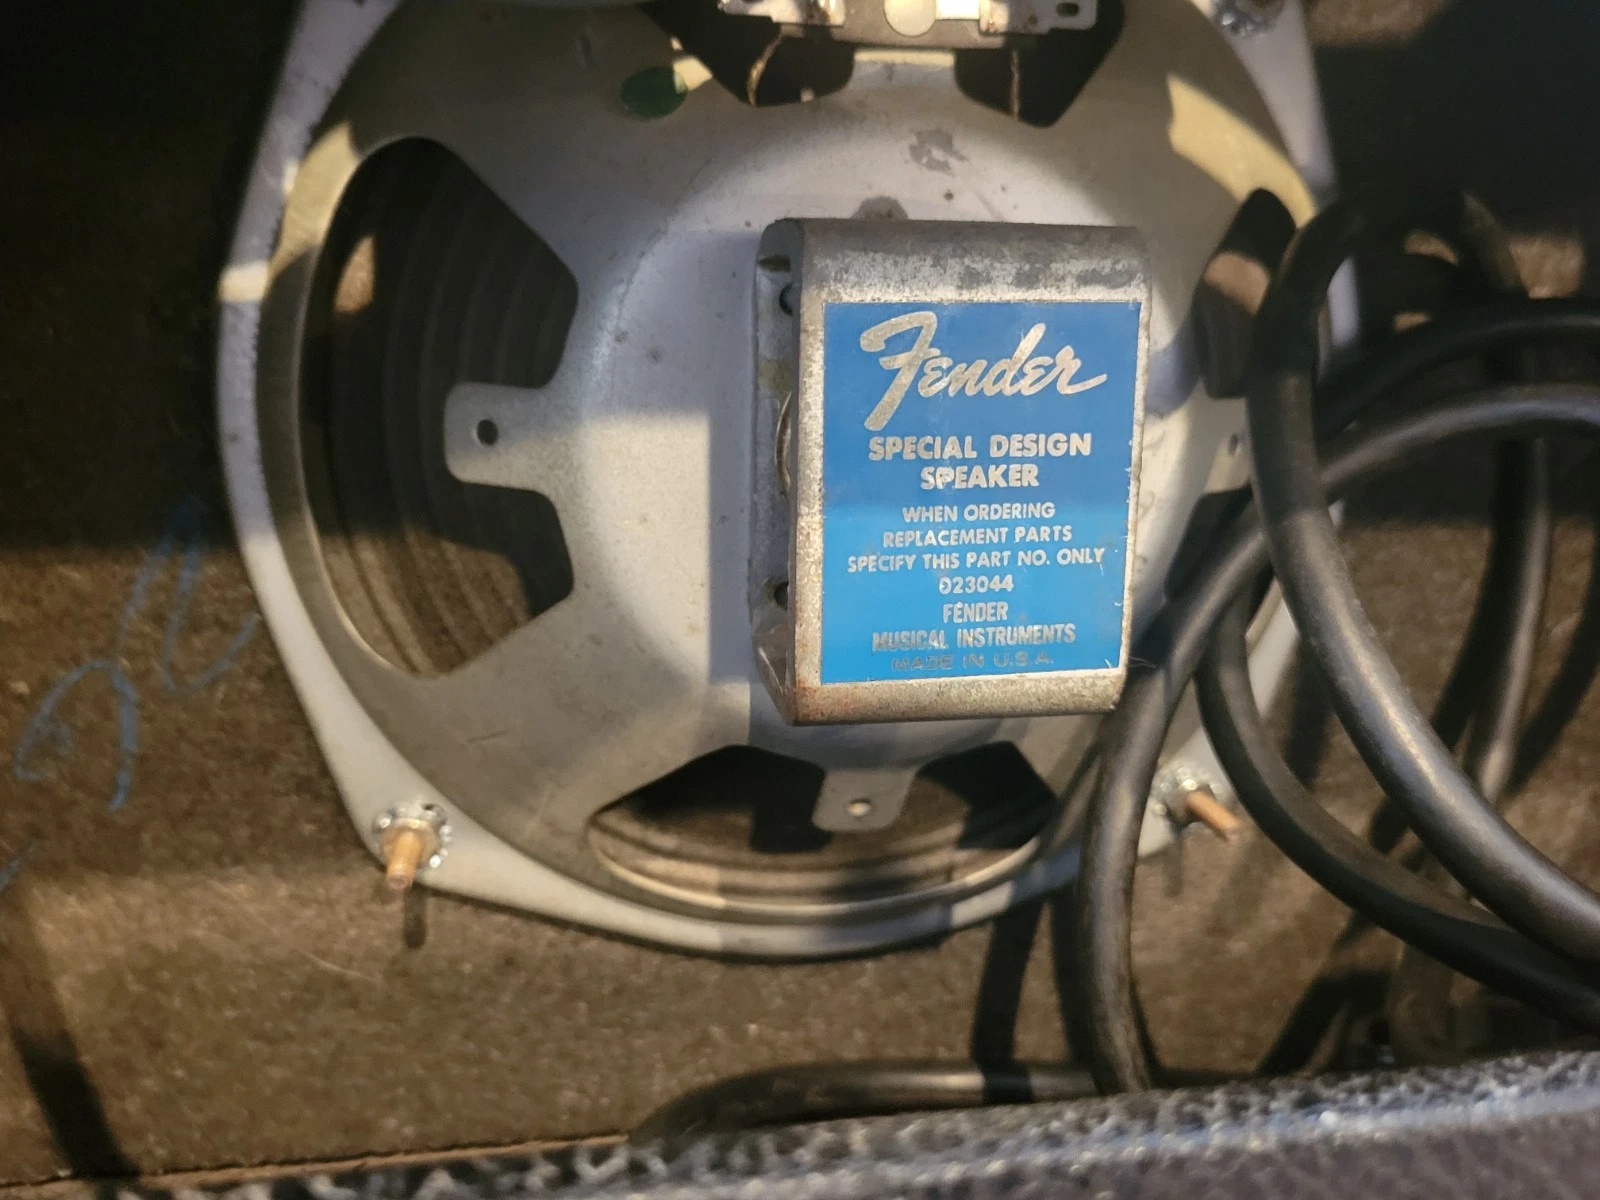 Fender
SPECIAL DESIGN
SPEAKER
WHEN ORDERING
REPLACEMENT PARTS
SPECIFY THIS PART NO. ONLY
023044
FENDER
MUSICAL INSTRUMENTS
MADE IN U.S.A.